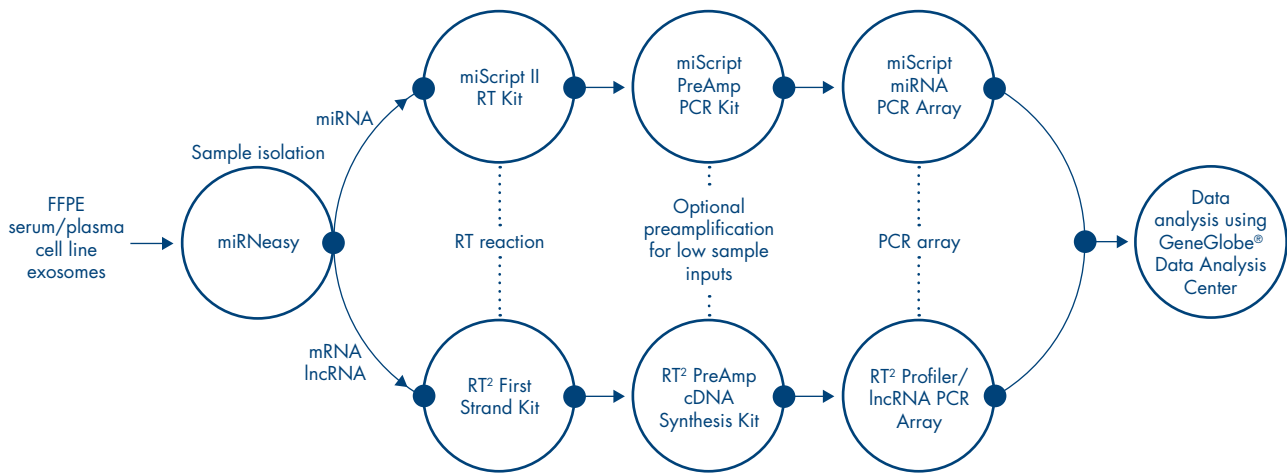 FFPE
serum/plasma
cell line
exosomes
Sample isolation
miRNeasy
miRNA
mRNA
lncRNA
miScript II
RT Kit
miScript
PreAmp
PCR Kit
miScript
miRNA
PCR Array
RT reaction
Optional
preamplification
for low sample
inputs
PCR array
RT² First
Strand Kit
RT² PreAmp
cDNA
Synthesis Kit
RT² Profiler/
lncRNA PCR
Array
Data
analysis using
GeneGlobe®
Data Analysis
Center